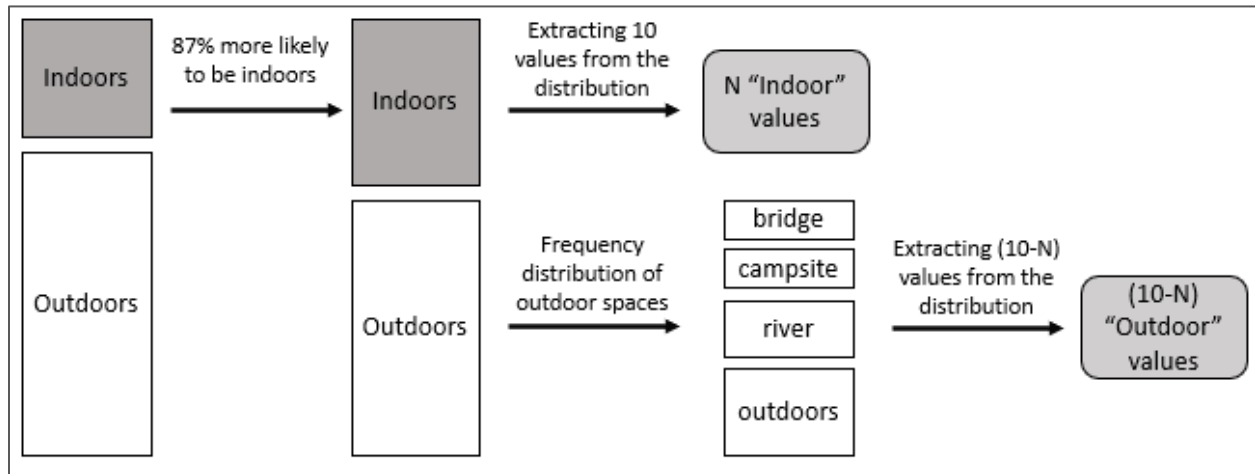 Indoors
87% more likely
to be indoors
Indoors
Extracting 10
values from the
distribution
N “Indoor”
values
Outdoors
Outdoors
Frequency
distribution of
outdoor spaces
bridge
campsite
river
outdoors
Extracting (10-N)
values from the
distribution
(10-N)
“Outdoor”
values